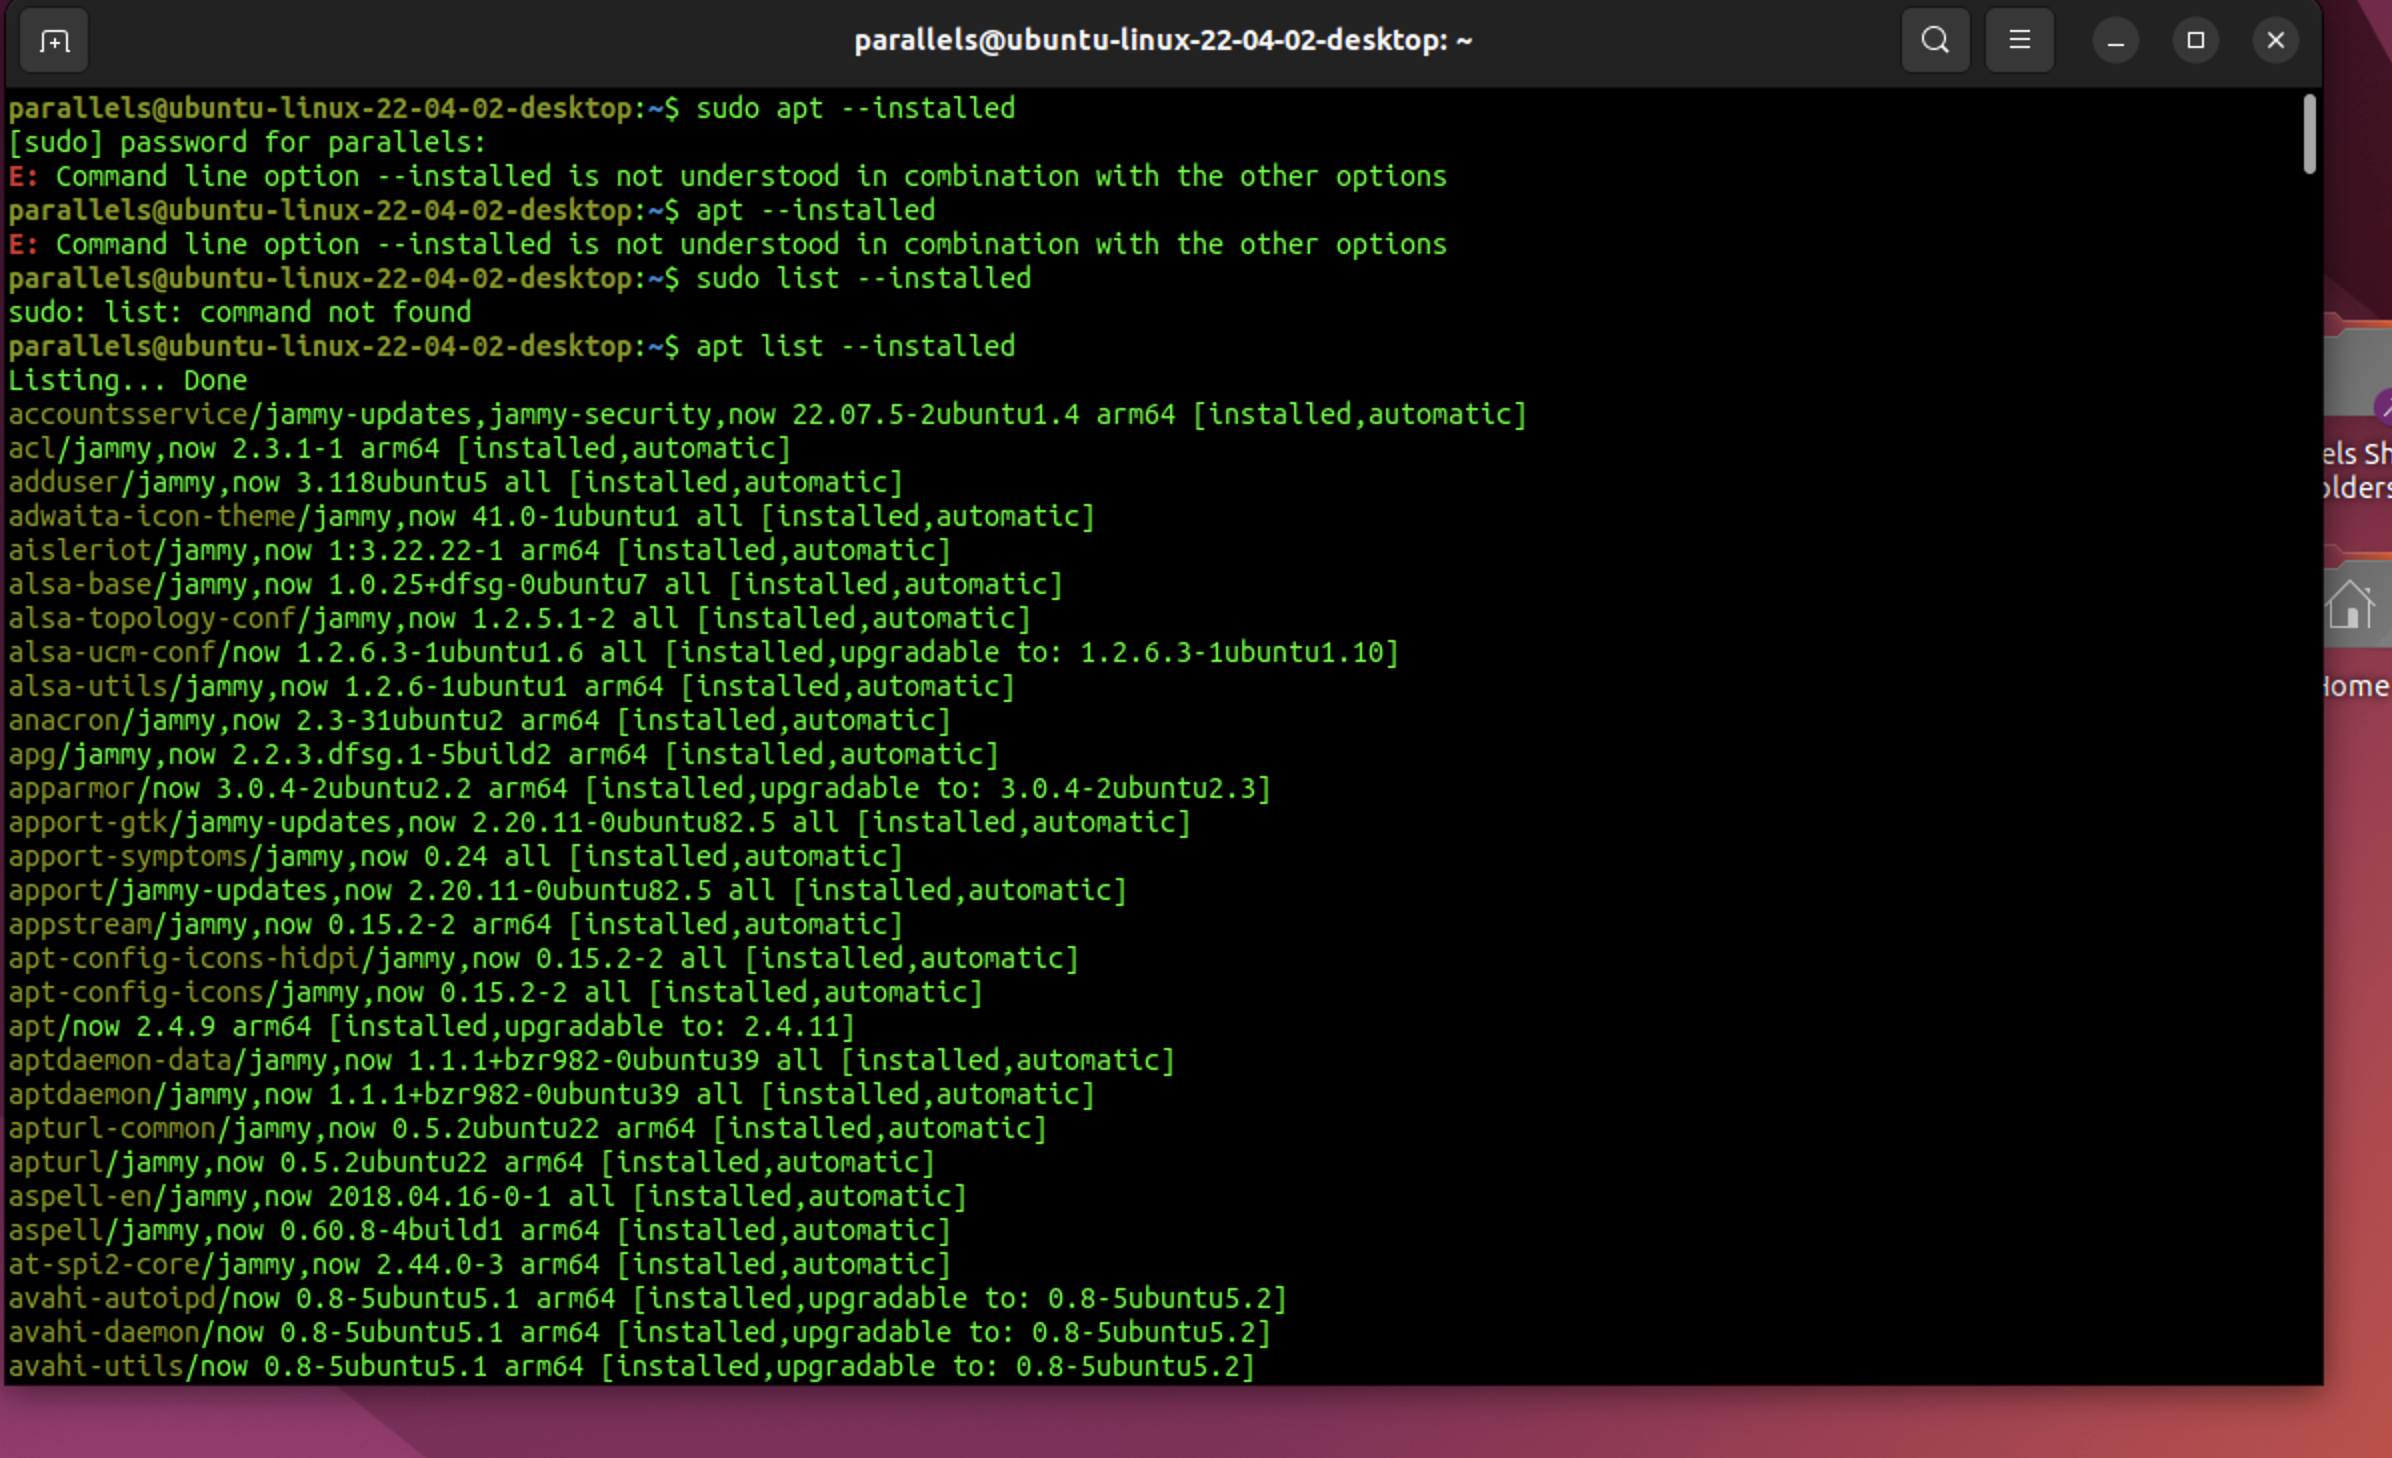 parallels@ubuntu-linux-22-04-02-desktop: ~
parallels@ubuntu-linux-22-04-02-desktop:~$ sudo apt --installed
[sudo] password for parallels:
E: Command line option --installed is not understood in combination with the other options
parallels@ubuntu-linux-22-04-02-desktop:~$ apt --installed
E: Command line option --installed is not understood in combination with the other options
parallels@ubuntu-linux-22-04-02-desktop:~$ sudo list --installed
sudo: list: command not found
parallels@ubuntu-linux-22-04-02-desktop:~$ apt list --installed
Listing... Done
accountsservice/jammy-updates,jammy-security,now 22.07.5-2ubuntu1.4 arm64 [installed,automatic]
acl/jammy,now 2.3.1-1 arm64 [installed,automatic]
adduser/jammy,now 3.118ubuntu5 all [installed,automatic]
adwaita-icon-theme/jammy,now 41.0-1ubuntu1 all [installed,automatic]
aisleriot/jammy,now 1:3.22.22-1 arm64 [installed,automatic]
alsa-base/jammy,now 1.0.25+dfsg-0ubuntu7 all [installed,automatic]
alsa-topology-conf/jammy,now 1.2.5.1-2 all [installed,automatic]
alsa-ucm-conf/now 1.2.6.3-1ubuntu1.6 all [installed,upgradable to: 1.2.6.3-1ubuntu1.10]
alsa-utils/jammy,now 1.2.6-1ubuntu1 arm64 [installed,automatic]
anacron/jammy,now 2.3-31ubuntu2 arm64 [installed,automatic]
apg/jammy,now 2.2.3.dfsg.1-5build2 arm64 [installed,automatic]
apparmor/now 3.0.4-2ubuntu2.2 arm64 [installed,upgradable to: 3.0.4-2ubuntu2.3]
apport-gtk/jammy-updates,now 2.20.11-0ubuntu82.5 all [installed,automatic]
apport-symptoms/jammy,now 0.24 all [installed,automatic]
apport/jammy-updates,now 2.20.11-0ubuntu82.5 all [installed,automatic]
appstream/jammy,now 0.15.2-2 arm64 [installed,automatic]
apt-config-icons-hidpi/jammy,now 0.15.2-2 all [installed,automatic]
apt-config-icons/jammy,now 0.15.2-2 all [installed,automatic]
apt/now 2.4.9 arm64 [installed,upgradable to: 2.4.11]
aptdaemon-data/jammy,now 1.1.1+bzr982-0ubuntu39 all [installed,automatic]
aptdaemon/jammy,now 1.1.1+bzr982-0ubuntu39 all [installed,automatic]
apturl-common/jammy,now 0.5.2ubuntu22 arm64 [installed,automatic]
apturl/jammy,now 0.5.2ubuntu22 arm64 [installed,automatic]
aspell-en/jammy,now 2018.04.16-0-1 all [installed,automatic]
aspell/jammy,now 0.60.8-4build1 arm64 [installed,automatic]
at-spi2-core/jammy,now 2.44.0-3 arm64 [installed,automatic]
avahi-autoipd/now 0.8-5ubuntu5.1 arm64 [installed,upgradable to: 0.8-5ubuntu5.2]
avahi-daemon/now 0.8-5ubuntu5.1 arm64 [installed,upgradable to: 0.8-5ubuntu5.2]
avahi-utils/now 0.8-5ubuntu5.1 arm64 [installed,upgradable to: 0.8-5ubuntu5.2]
els Sh
olders
Home